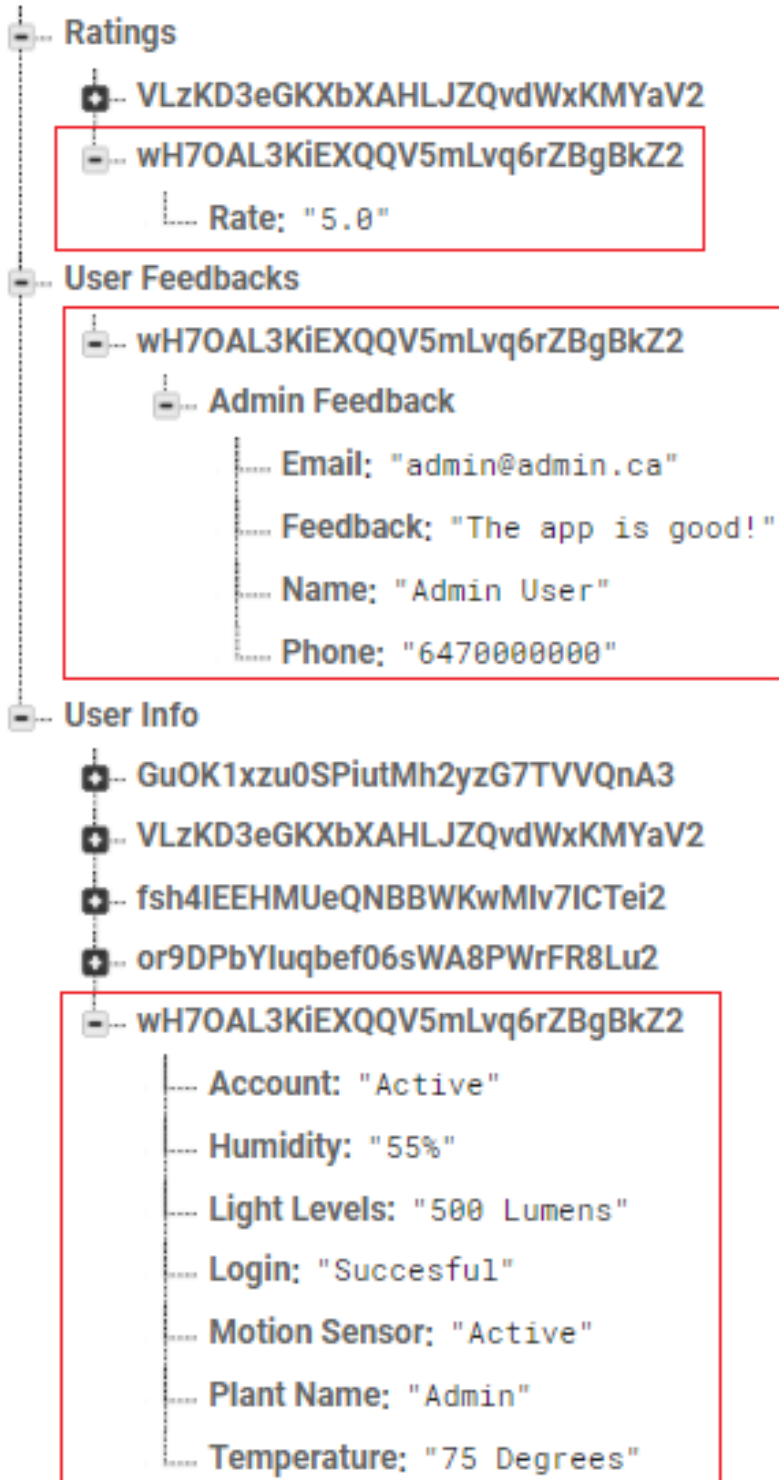 Ratings
VLzKD3eGKXbXAHLJZQvdWxKMYaV2
wH7OAL3KiEXQQV5mLvq6rZBgBkZ2
Rate: "5.0"
User Feedbacks
wH7OAL3KiEXQQV5mLvq6rZBgBkZ2
Admin Feedback
Email: "admin@admin.ca"
Feedback: "The app is good!"
Name: "Admin User"
Phone: "6470000000"
User Info
GuOK1xzu0SPiutMh2yzG7TVVQnA3
VLzKD3eGKXbXAHLJZQvdWxKMYaV2
fsh4IEEHMUeQNBBWKwMlv7ICTei2
or9DPbYIuqbef06sWA8PWrFR8Lu2
wH7OAL3KiEXQQV5mLvq6rZBgBkZ2
Account: "Active"
Humidity: "55%"
Light Levels: "500 Lumens"
Login: "Succesful"
Motion Sensor: "Active"
Plant Name: "Admin"
Temperature: "75 Degrees"